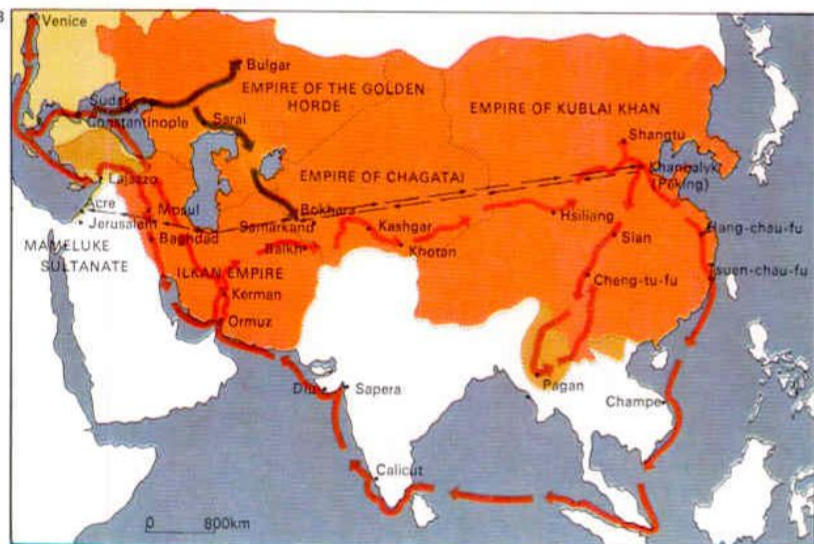 3
Venice
Bulgar
EMPIRE OF THE GOLDEN
HORDE
EMPIRE OF KUBLAI KHAN
Sudak
Constantinople
Sarai
Shangtu
EMPIRE OF CHAGATAI
Khanbalyk
(Peking)
Lajazzo
Acre
Jerusalem
Mosul
Bokhara
Samarkand
Kashgar
Hsiliang
Hang-chau-fu
MAMELUKE
SULTANATE
Baghdad
Balkh
Khotan
Sian
ILKAN EMPIRE
Cheng-tu-fu
Tsuen-chau-fu
Kerman
Ormuz
Diu
Sapera
Pagan
Champe
Calicut
0 800km